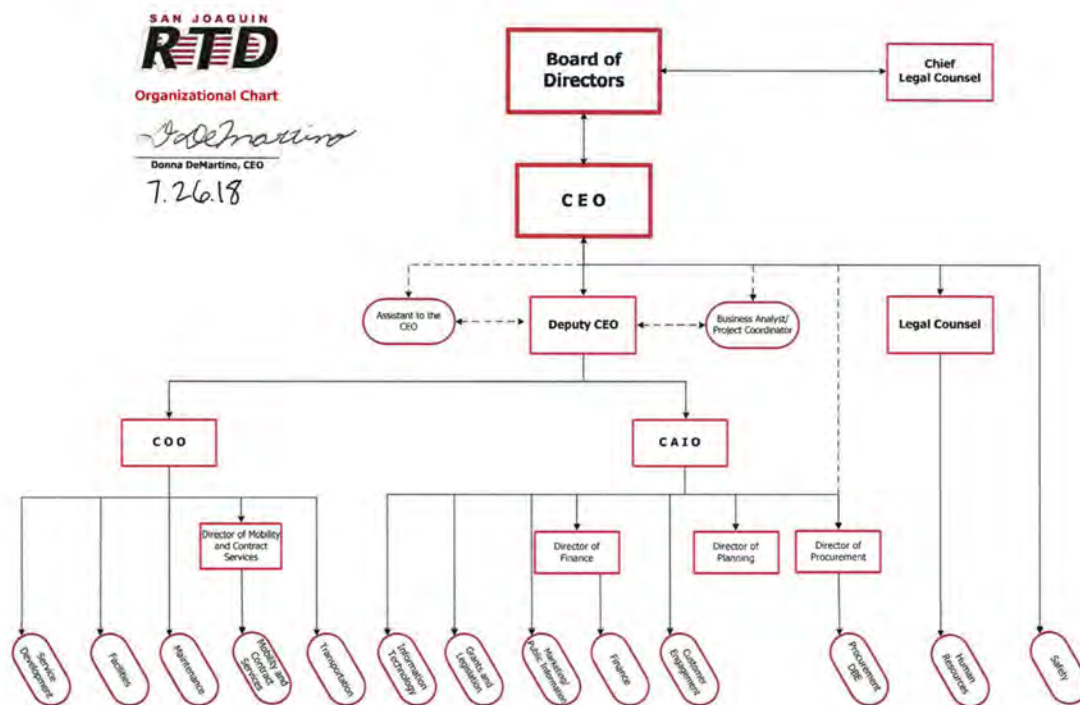 SAN JOAQUIN
RTD
Organizational Chart
D DeMartino
Donna DeMartino, CEO
7.26.18
Board of
Directors
Chief
Legal Counsel
CEO
Assistant to the
CEO
Deputy CEO
Business Analyst/
Project Coordinator
Legal Counsel
COO
CAIO
Director of Mobility
and Contract
Services
Director of
Finance
Director of
Planning
Director of
Procurement
Service
Development
Facilities
Maintenance
Mobility and
Contract
Services
Transportation
Information
Technology
Grants and
Legislation
Marketing/
Public Information
Finance
Customer
Engagement
Procurement
DBE
Human
Resources
Safety